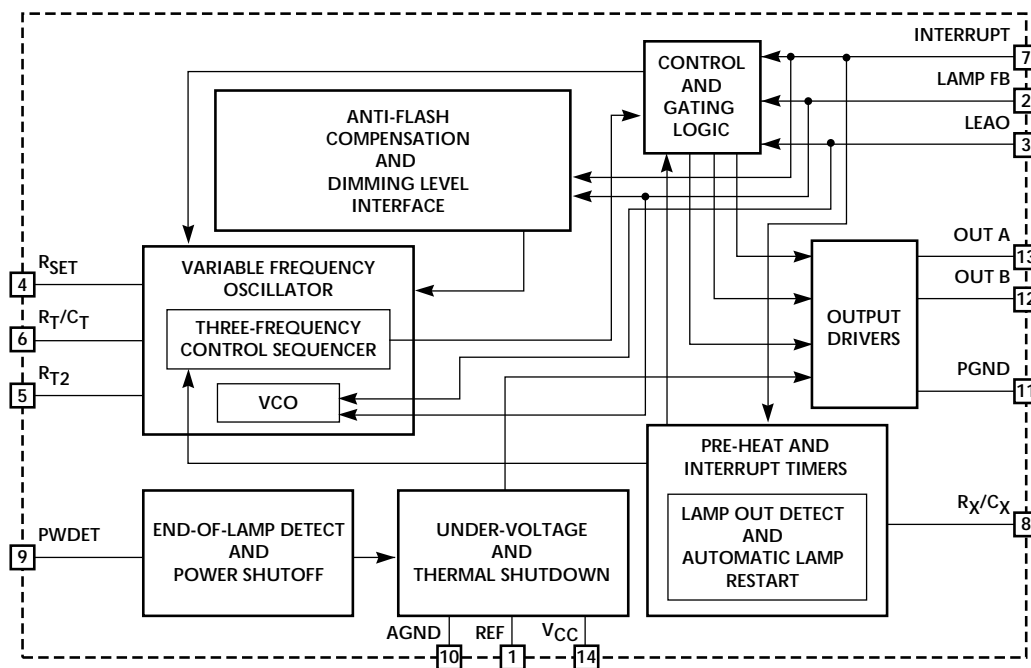 INTERRUPT
7
LAMP FB
2
LEAO
3
CONTROL
AND
GATING
LOGIC
ANTI-FLASH
COMPENSATION
AND
DIMMING LEVEL
INTERFACE
OUT A
13
OUT B
12
PGND
11
OUTPUT
DRIVERS
RSET
4
RT/CT
6
RT2
5
VARIABLE FREQUENCY
OSCILLATOR
THREE-FREQUENCY
CONTROL SEQUENCER
VCO
PRE-HEAT AND
INTERRUPT TIMERS
LAMP OUT DETECT
AND
AUTOMATIC LAMP
RESTART
RX/CX
8
PWDET
9
END-OF-LAMP DETECT
AND
POWER SHUTOFF
UNDER-VOLTAGE
AND
THERMAL SHUTDOWN
AGND
10
REF
1
VCC
14